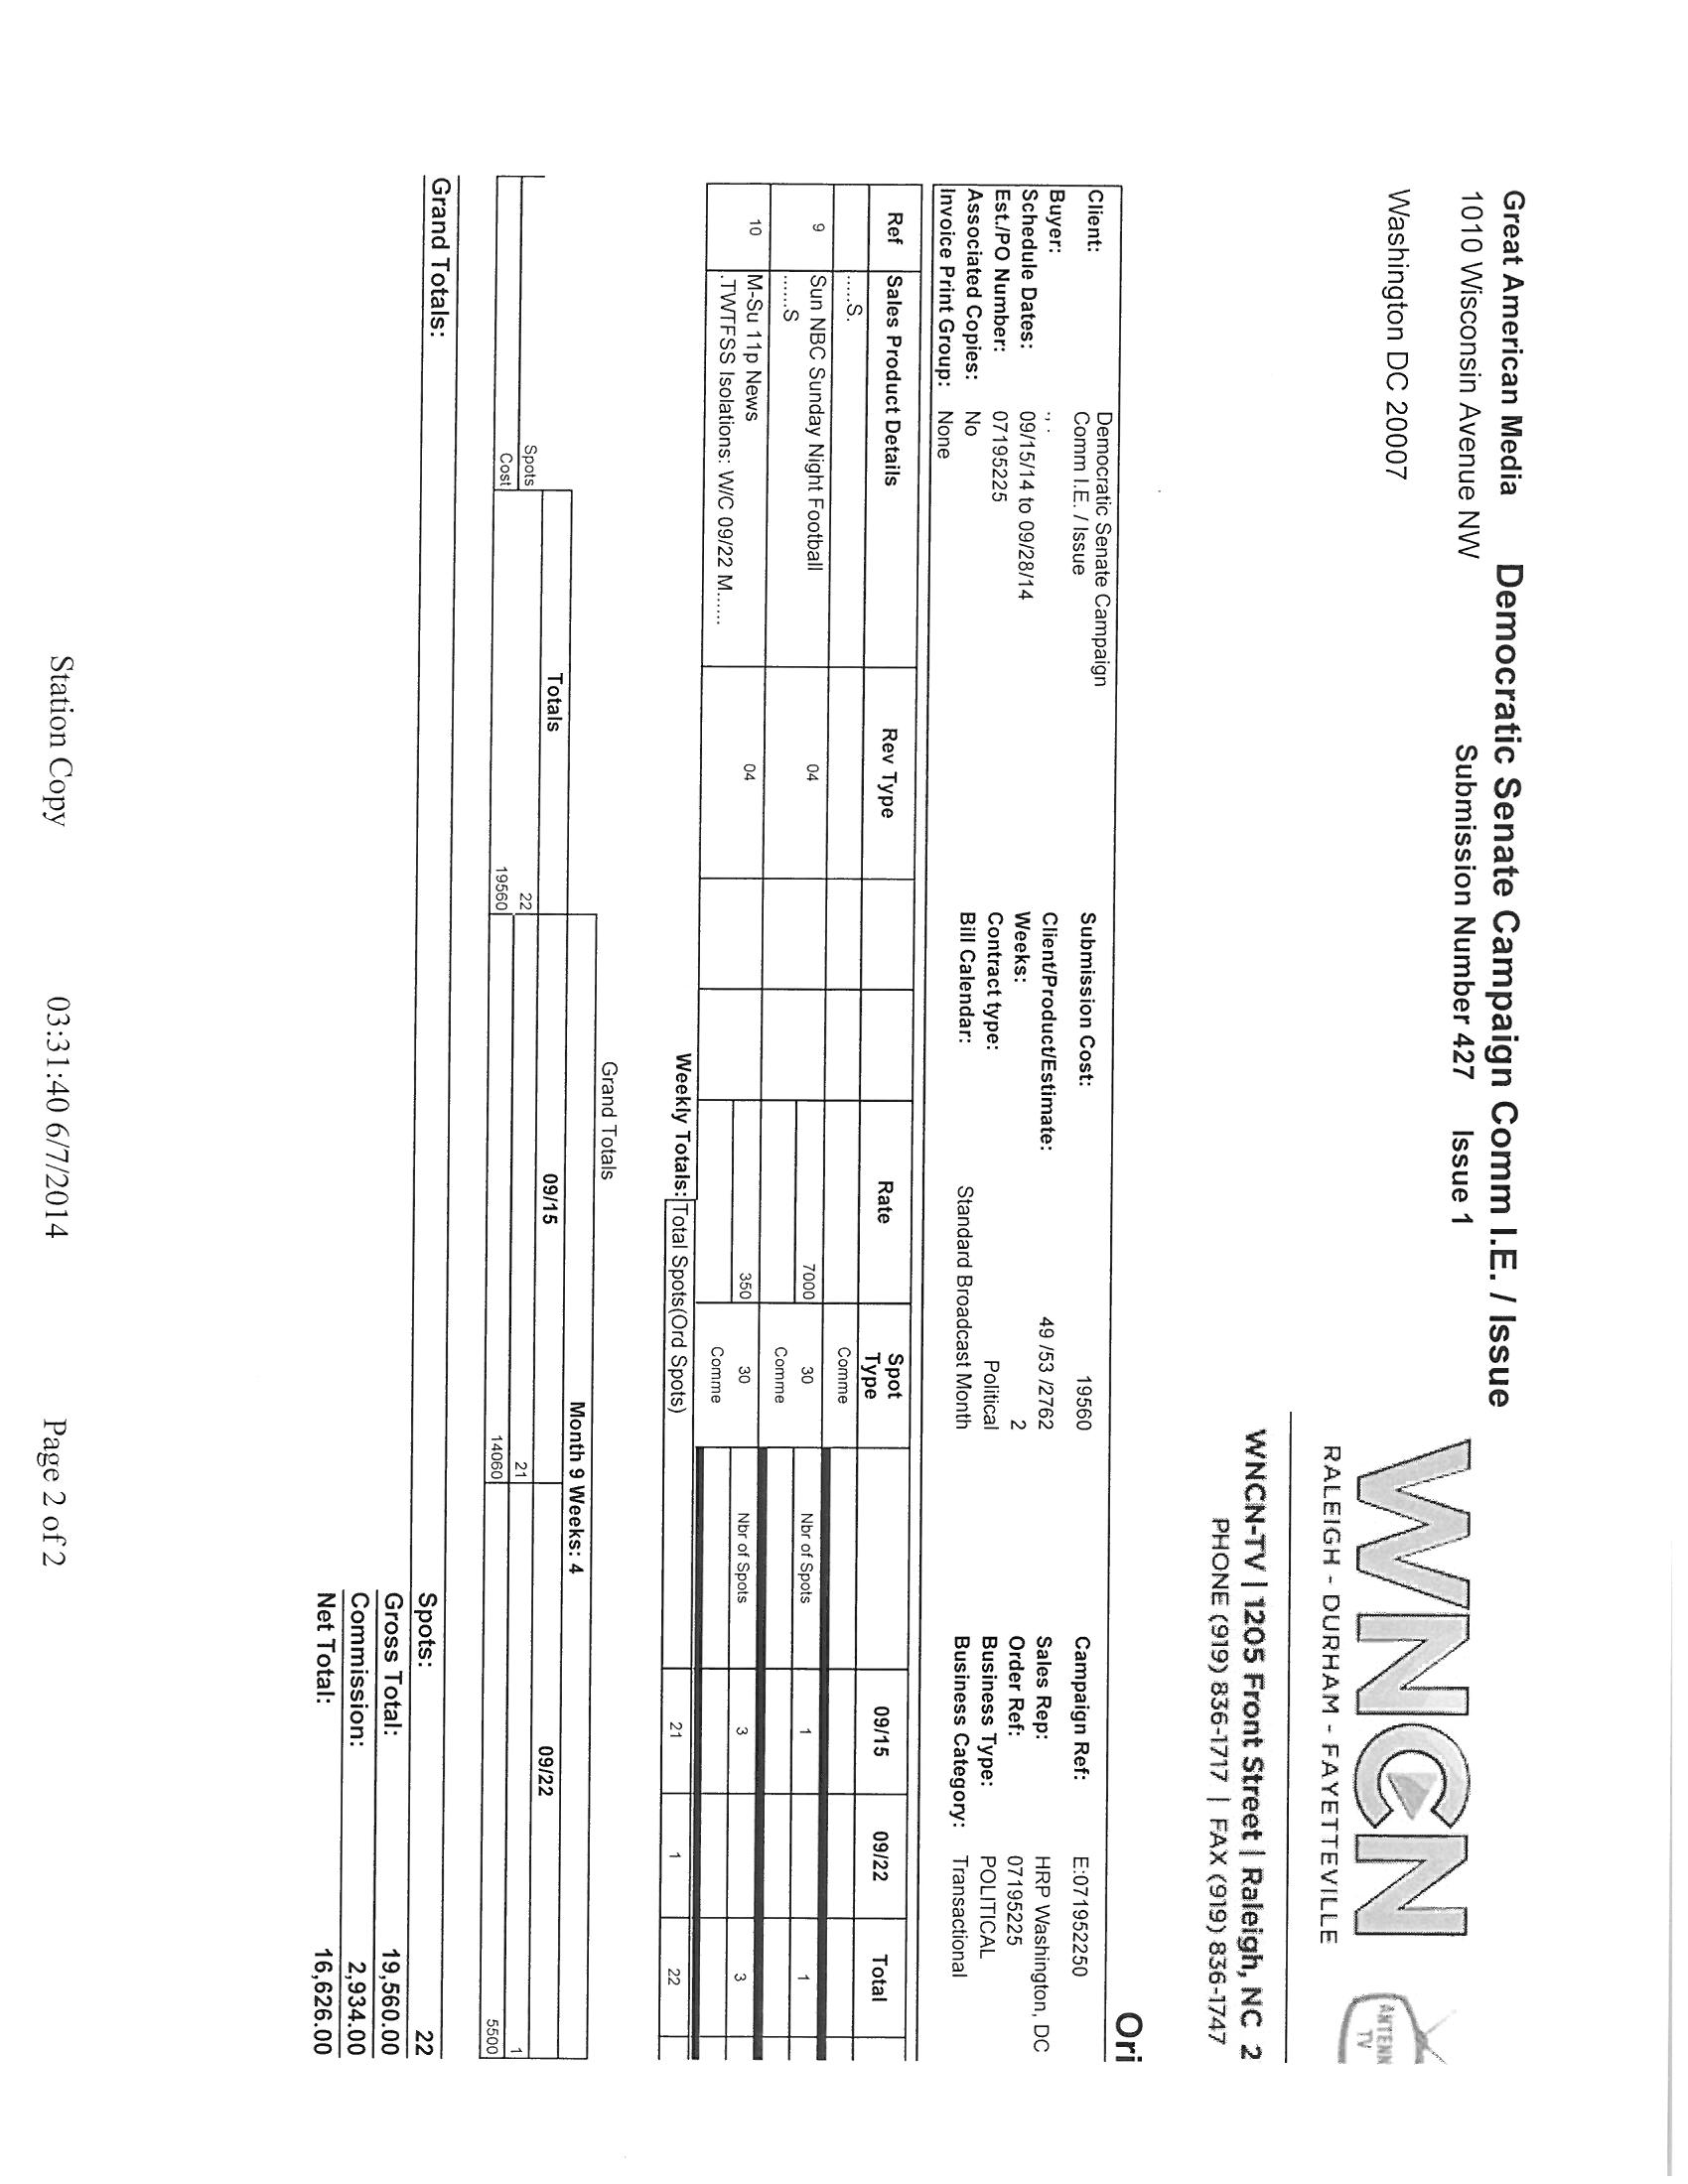 Great American Media Democratic Senate Campaign Comm I.E. / Issue
1010 Wisconsin Avenue NW Submission Number 427 Issue 1
Washington DC 20007
WNCN
RALEIGH - DURHAM - FAYETTEVILLE
ANTENN
TV
WNCN-TV | 1205 Front Street | Raleigh, NC 2
PHONE (919) 836-1717 | FAX (919) 836-1747
Ori
Client: Democratic Senate Campaign Submission Cost: 19560 Campaign Ref: E:071952250
Comm I.E. / Issue
Buyer: ., . Client/Product/Estimate: 49 /53 /2762 Sales Rep: HRP Washington, DC
Schedule Dates: 09/15/14 to 09/28/14 Weeks: 2 Order Ref: 07195225
Est./PO Number: 07195225 Contract type: Political Business Type: POLITICAL
Associated Copies: No Bill Calendar: Standard Broadcast Month Business Category: Transactional
Invoice Print Group: None
Ref Sales Product Details Rev Type Rate Spot Type 09/15 09/22 Total
.....S. Comme
9 Sun NBC Sunday Night Football 04 7000 30 Nbr of Spots 1 1
......S Comme
10 M-Su 11p News 04 350 30 Nbr of Spots 3 3
.TWTFSS Isolations: W/C 09/22 M...... Comme
Weekly Totals: Total Spots(Ord Spots) 21 1 22
Grand Totals
Month 9 Weeks: 4
Totals 09/15 09/22
Spots 22 21 1
Cost 19560 14060 5500
Grand Totals: Spots: 22
Gross Total: 19,560.00
Commission: 2,934.00
Net Total: 16,626.00
Station Copy 03:31:40 6/7/2014 Page 2 of 2